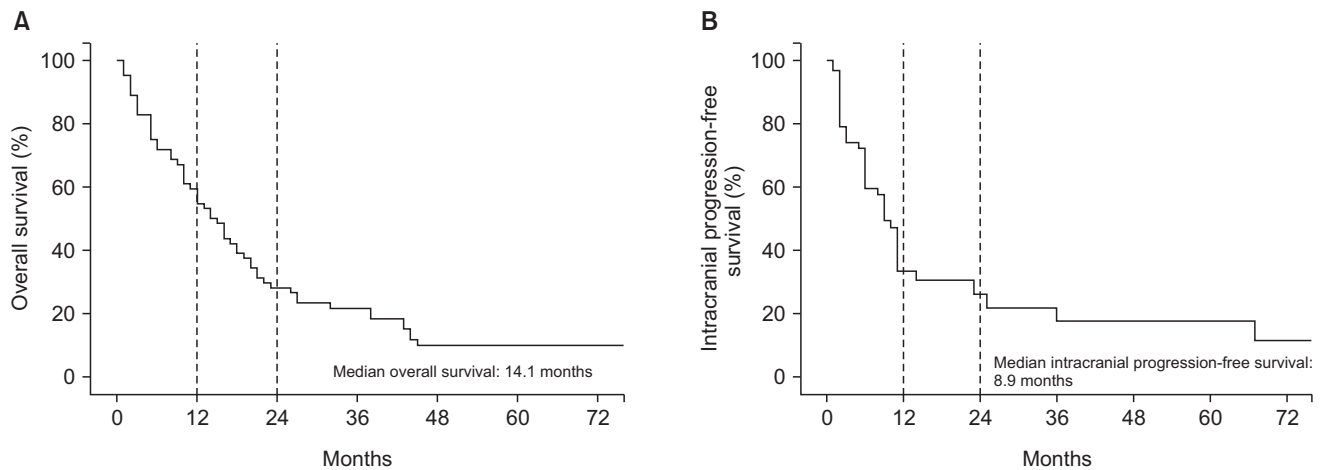 A
100
80
60
40
20
0
Overall survival (%)
Median overall survival: 14.1 months
0 12 24 36 48 60 72
Months
B
100
80
60
40
20
0
Intracranial progression-free
survival (%)
Median intracranial progression-free survival:
8.9 months
0 12 24 36 48 60 72
Months